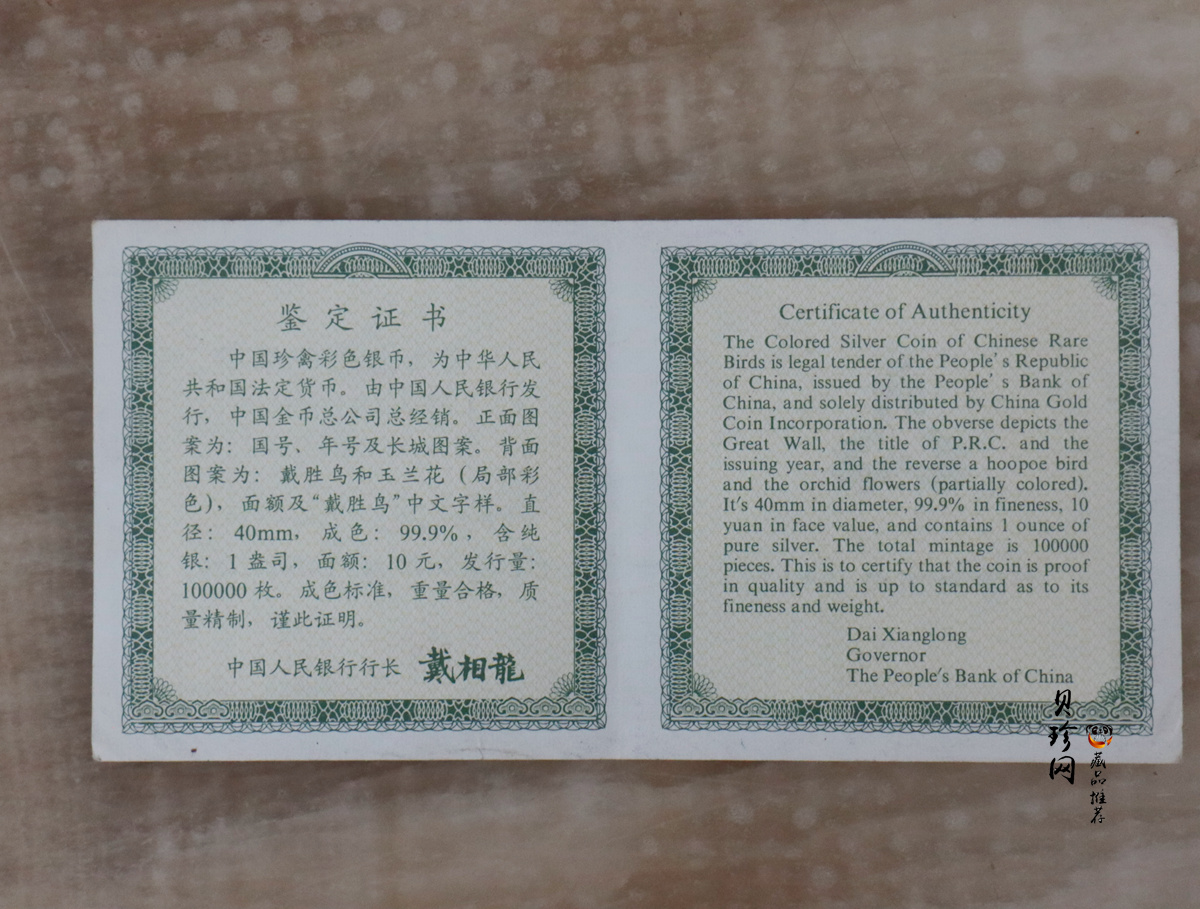 鉴定证书
中国珍禽彩色银币，为中华人民
共和国法定货币。由中国人民银行发
行，中国金币总公司总经销。正面图
案为：国号、年号及长城图案。背面
图案为：戴胜鸟和玉兰花（局部彩
色），面额及“戴胜鸟”中文字样。直
径：40mm，成色：99.9%，含纯
银：1 盎司，面额：10 元，发行量：
100000 枚。成色标准，重量合格，质
量精制，谨此证明。
中国人民银行行长 戴相龍
Certificate of Authenticity
The Colored Silver Coin of Chinese Rare
Birds is legal tender of the People's Republic
of China, issued by the People's Bank of
China, and solely distributed by China Gold
Coin Incorporation. The obverse depicts the
Great Wall, the title of P.R.C. and the
issuing year, and the reverse a hoopoe bird
and the orchid flowers (partially colored).
It's 40mm in diameter, 99.9% in fineness, 10
yuan in face value, and contains 1 ounce of
pure silver. The total mintage is 100000
pieces. This is to certify that the coin is proof
in quality and is up to standard as to its
fineness and weight.
Dai Xianglong
Governor
The People's Bank of China
贝珍网
藏品推荐